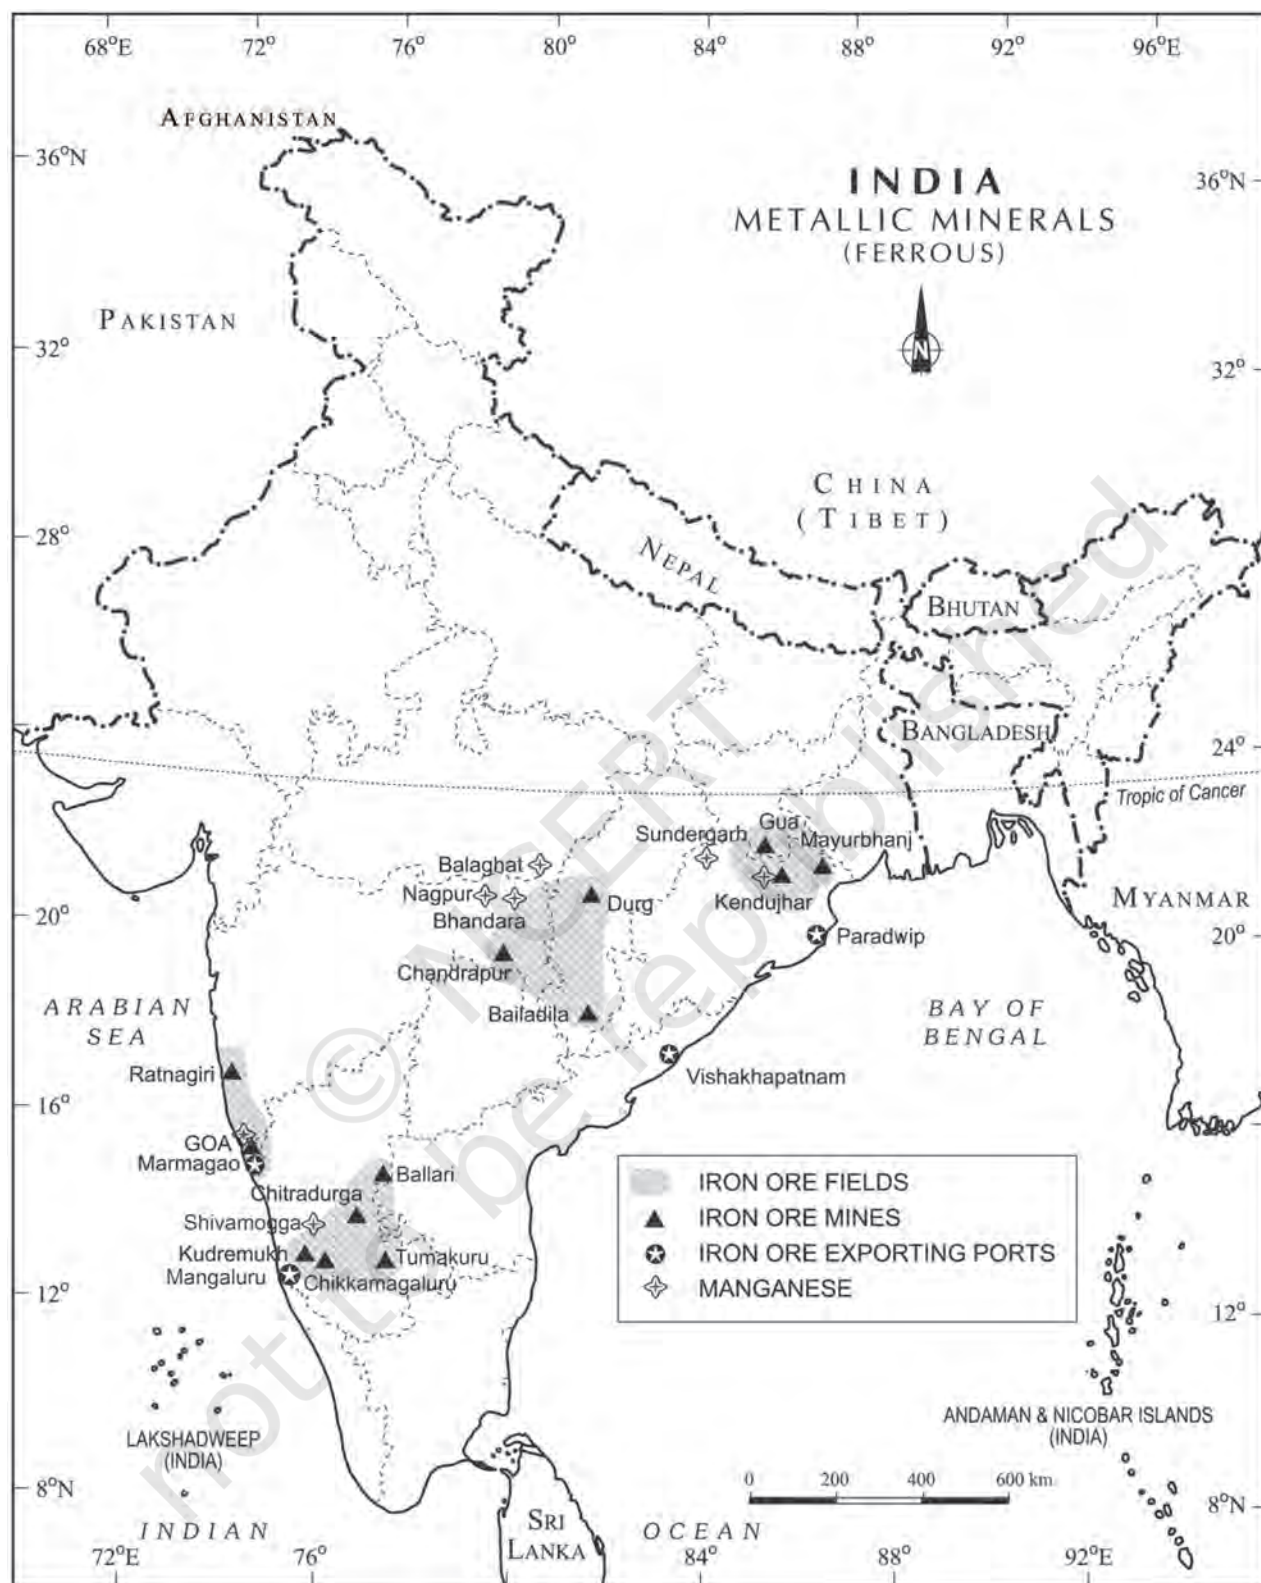 68°E 72° 76° 80° 84° 88° 92° 96°E
AFGHANISTAN
36°N
INDIA
36°N
METALLIC MINERALS
(FERROUS)
PAKISTAN
N
32°
32°
CHINA
(TIBET)
28°
NEPAL
28°
BHUTAN
BANGLADESH
24°
Tropic of Cancer
Sundergarh
Gua
Mayurbhanj
Balaghat
Nagpur
Bhandara
Durg
Kendujhar
MYANMAR
20°
20°
Paradwip
Chandrapur
Bailadila
ARABIAN
SEA
BAY OF
BENGAL
Ratnagiri
Vishakhapatnam
16°
16°
GOA
Marmagao
Ballari
Chitradurga
Shivamogga
Kudremukh
Tumakuru
Mangaluru
Chikkamagaluru
IRON ORE FIELDS
IRON ORE MINES
IRON ORE EXPORTING PORTS
MANGANESE
12°
12°
LAKSHADWEEP
(INDIA)
ANDAMAN & NICOBAR ISLANDS
(INDIA)
0 200 400 600 km
8°N
8°N
INDIAN
OCEAN
SRI
LANKA
72°E 76° 84° 88° 92°E
© NCERT
not to be republished